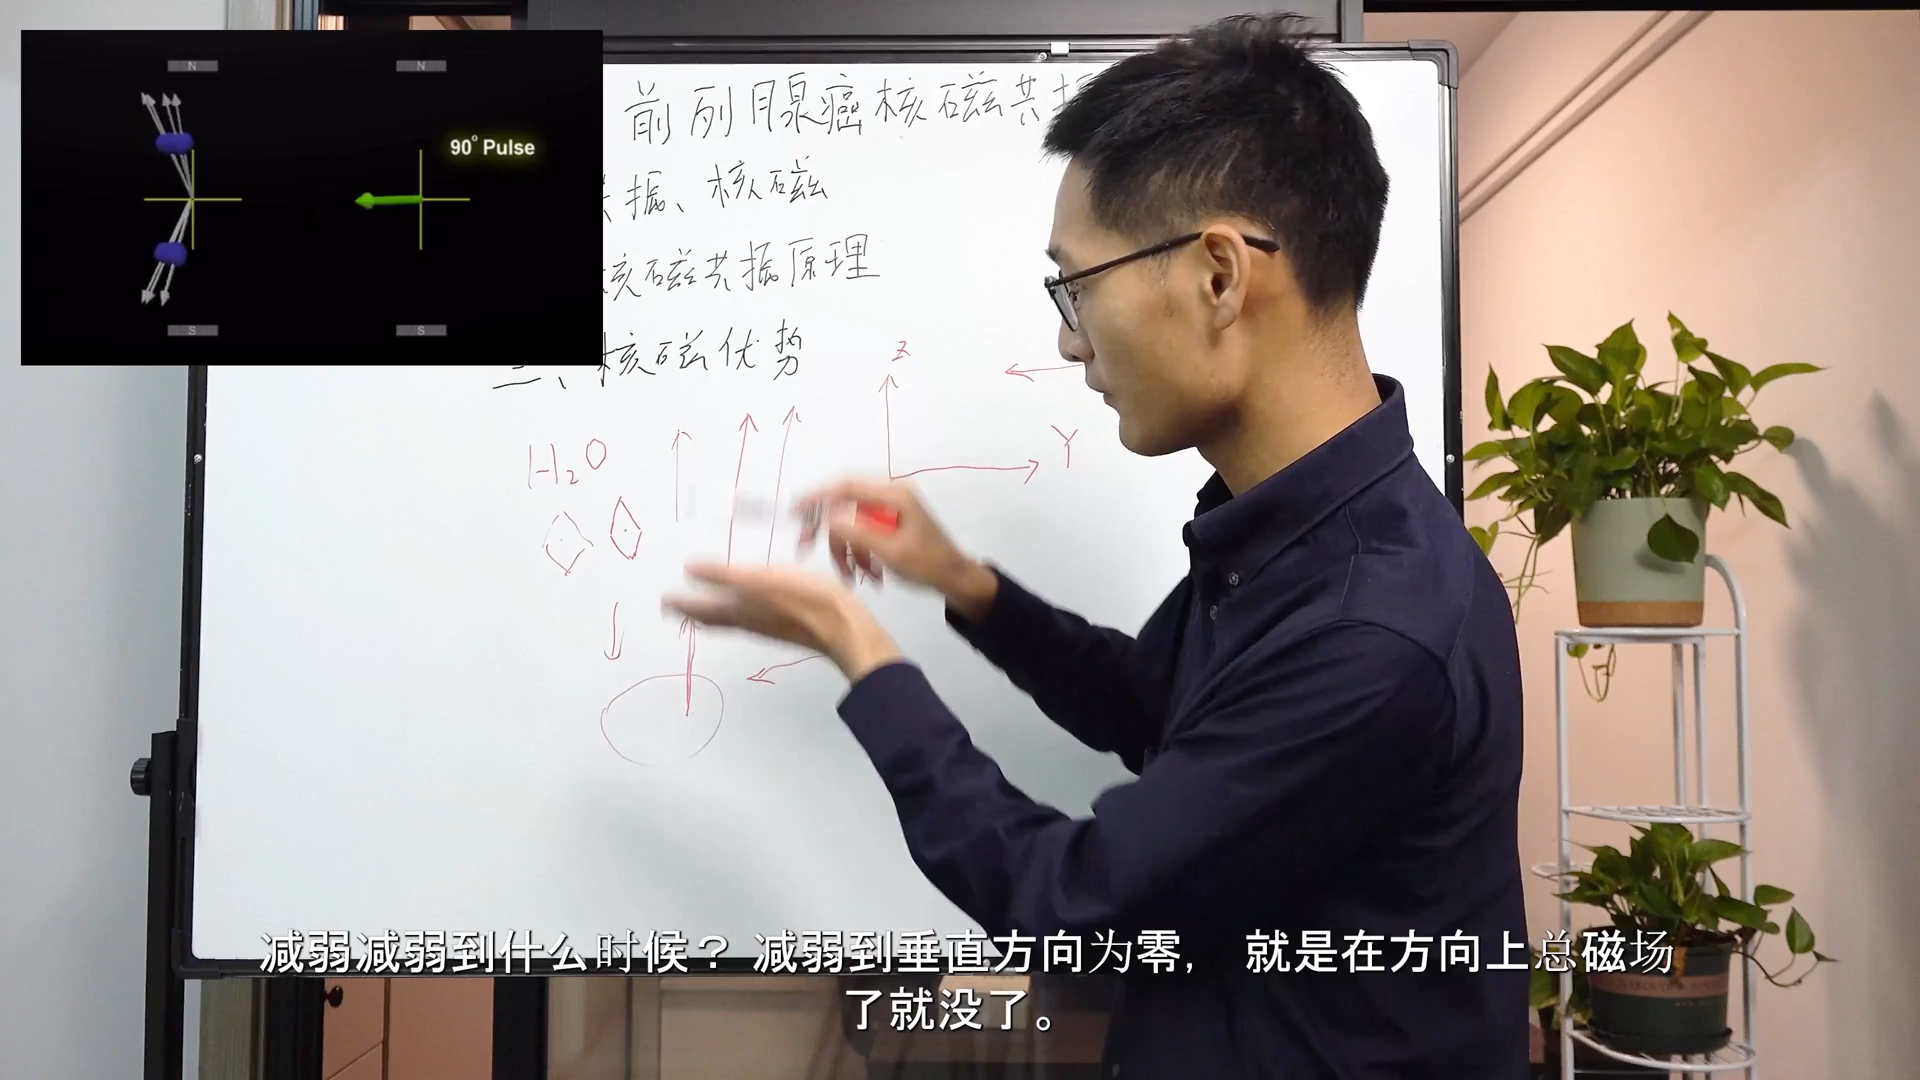 N
N
90° Pulse
S
S
前列腺癌核磁共振
共振、核磁
核磁共振原理
三、核磁优势
Z
Y
H₂O
减弱减弱到什么时候？ 减弱到垂直方向为零, 就是在方向上总磁场
了就没了。